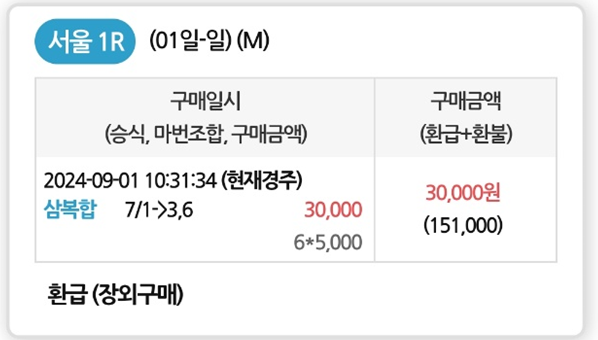 서울 1R (01일-일) (M)
구매일시
(승식, 마번조합, 구매금액)
구매금액
(환급+환불)
2024-09-01 10:31:34 (현재경주)
삼복합 7/1->3,6 30,000
6*5,000
30,000원
(151,000)
환급 (장외구매)